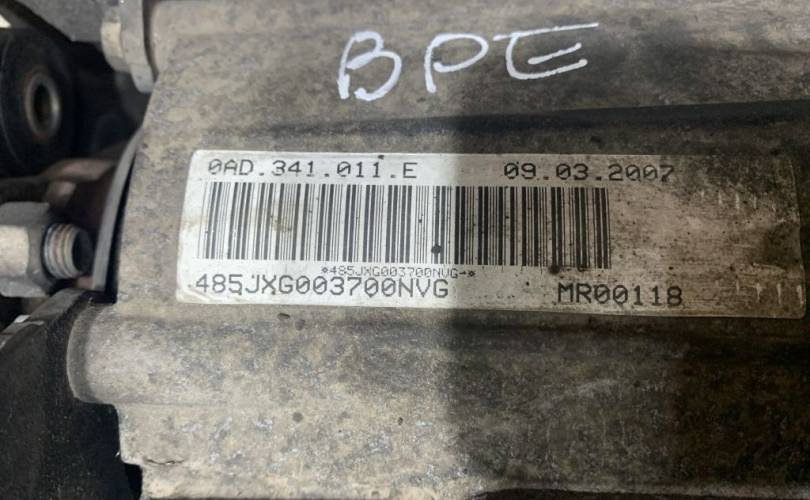 BPE
0AD.341.011.E 09.03.2007
*485JXG003700NVG-*
485JXG003700NVG MR00118